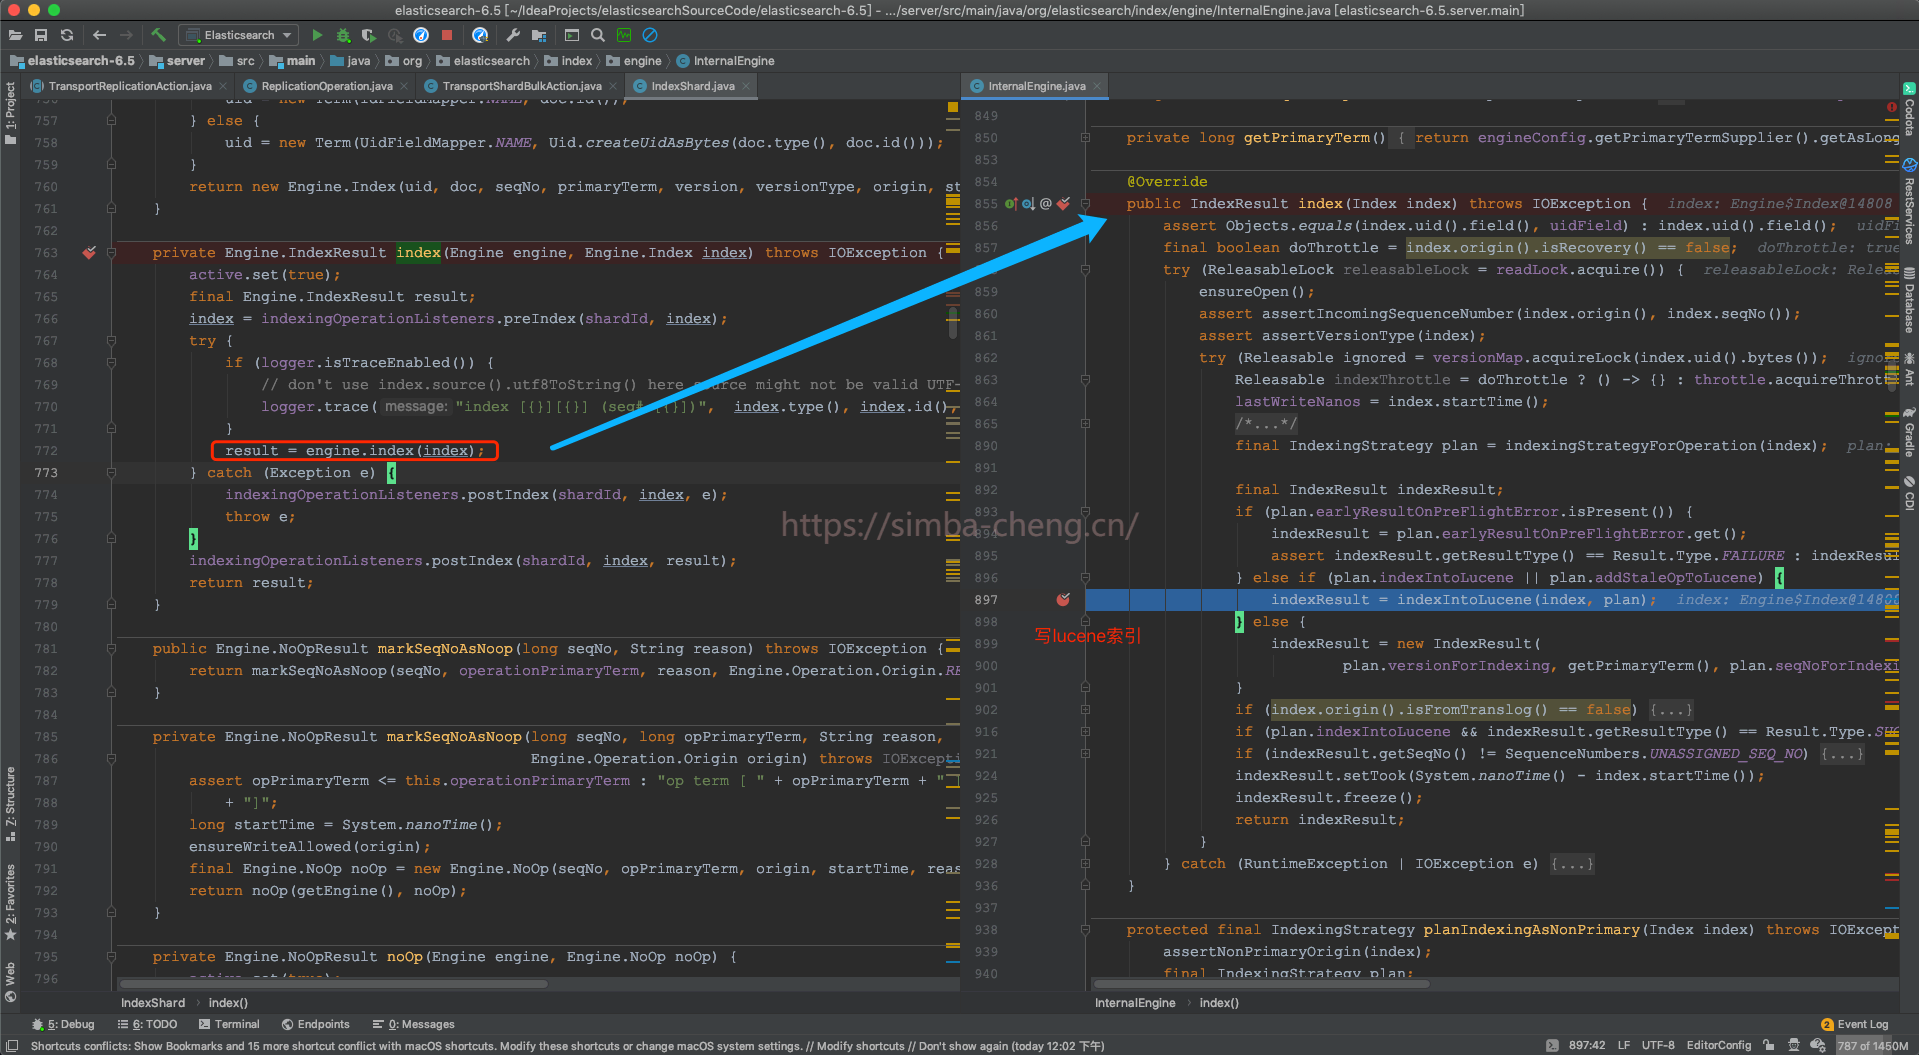 elasticsearch-6.5 [~/IdeaProjects/elasticsearchSourceCode/elasticsearch-6.5] - .../server/src/main/java/org/elasticsearch/index/engine/InternalEngine.java [elasticsearch-6.5.server.main]
Elasticsearch
elasticsearch-6.5 server src main java org elasticsearch index engine InternalEngine
TransportReplicationAction.java ReplicationOperation.java TransportShardBulkAction.java IndexShard.java
757 } else {
758 uid = new Term(UidFieldMapper.NAME, Uid.createUidAsBytes(doc.type(), doc.id()));
759 }
760 return new Engine.Index(uid, doc, seqNo, primaryTerm, version, versionType, origin, st
761 }
762
763 private Engine.IndexResult index(Engine engine, Engine.Index index) throws IOException {
764 active.set(true);
765 final Engine.IndexResult result;
766 index = indexingOperationListeners.preIndex(shardId, index);
767 try {
768 if (logger.isTraceEnabled()) {
769 // don't use index.source().utf8ToString() here source might not be valid UTF-
770 logger.trace( message: "index [{}][{}] (seq# [{}])", index.type(), index.id(),
771 }
772 result = engine.index(index);
773 } catch (Exception e) {
774 indexingOperationListeners.postIndex(shardId, index, e);
775 throw e;
776 }
777 indexingOperationListeners.postIndex(shardId, index, result);
778 return result;
779 }
780
781 public Engine.NoOpResult markSeqNoAsNoop(long seqNo, String reason) throws IOException {
782 return markSeqNoAsNoop(seqNo, operationPrimaryTerm, reason, Engine.Operation.Origin.RE
783 }
784
785 private Engine.NoOpResult markSeqNoAsNoop(long seqNo, long opPrimaryTerm, String reason,
786 Engine.Operation.Origin origin) throws IOExcepti
787 assert opPrimaryTerm <= this.operationPrimaryTerm : "op term [ " + opPrimaryTerm + " ]
788 + "]";
789 long startTime = System.nanoTime();
790 ensureWriteAllowed(origin);
791 final Engine.NoOp noOp = new Engine.NoOp(seqNo, opPrimaryTerm, origin, startTime, reas
792 return noOp(getEngine(), noOp);
793 }
794
795 private Engine.NoOpResult noOp(Engine engine, Engine.NoOp noOp) {
796 active.set(true);
IndexShard › index()
InternalEngine.java
849
850 private long getPrimaryTerm() { return engineConfig.getPrimaryTermSupplier().getAsLong
853
854 @Override
855 public IndexResult index(Index index) throws IOException { index: Engine$Index@14808
856 assert Objects.equals(index.uid().field(), uidField) : index.uid().field(); uidFi
857 final boolean doThrottle = index.origin().isRecovery() == false; doThrottle: true
try (ReleasableLock releasableLock = readLock.acquire()) { releasableLock: Relea
859 ensureOpen();
860 assert assertIncomingSequenceNumber(index.origin(), index.seqNo());
861 assert assertVersionType(index);
862 try (Releasable ignored = versionMap.acquireLock(index.uid().bytes()); ignor
863 Releasable indexThrottle = doThrottle ? () -> {} : throttle.acquireThrott
864 lastWriteNanos = index.startTime();
865 /*...*/
890 final IndexingStrategy plan = indexingStrategyForOperation(index); plan:
891
892 final IndexResult indexResult;
893 if (plan.earlyResultOnPreFlightError.isPresent()) {
894 indexResult = plan.earlyResultOnPreFlightError.get();
895 assert indexResult.getResultType() == Result.Type.FAILURE : indexResul
896 } else if (plan.indexIntoLucene || plan.addStaleOpToLucene) {
897 indexResult = indexIntoLucene(index, plan); index: Engine$Index@14808
898 } else {
899 indexResult = new IndexResult(
900 plan.versionForIndexing, getPrimaryTerm(), plan.seqNoForIndexi
901 }
902 if (index.origin().isFromTranslog() == false) {...}
916 if (plan.indexIntoLucene && indexResult.getResultType() == Result.Type.SUC
921 if (indexResult.getSeqNo() != SequenceNumbers.UNASSIGNED_SEQ_NO) {...}
924 indexResult.setTook(System.nanoTime() - index.startTime());
925 indexResult.freeze();
926 return indexResult;
927 }
928 } catch (RuntimeException | IOException e) {...}
936 }
937
938 protected final IndexingStrategy planIndexingAsNonPrimary(Index index) throws IOExcept
939 assertNonPrimaryOrigin(index);
940 final IndexingStrategy plan;
InternalEngine › index()
写lucene索引
https://simba-cheng.cn/
1: Project
7: Structure
2: Favorites
Web
Codota
RestServices
Database
Ant
Gradle
CDI
5: Debug 6: TODO Terminal Endpoints 0: Messages 2 Event Log
Shortcuts conflicts: Show Bookmarks and 15 more shortcut conflict with macOS shortcuts. Modify these shortcuts or change macOS system settings. // Modify shortcuts // Don't show again (today 12:02 下午) 897:42 LF UTF-8 EditorConfig 787 of 1450M